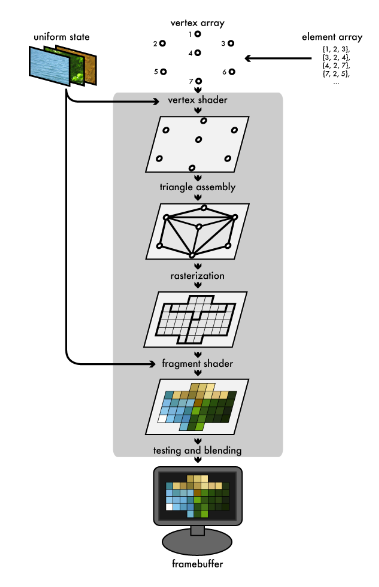 vertex array
uniform state
element array
1
2
3
4
5
6
7
{1, 2, 3},
{3, 2, 4},
{4, 2, 7},
{7, 2, 5},
...
vertex shader
triangle assembly
rasterization
fragment shader
testing and blending
framebuffer